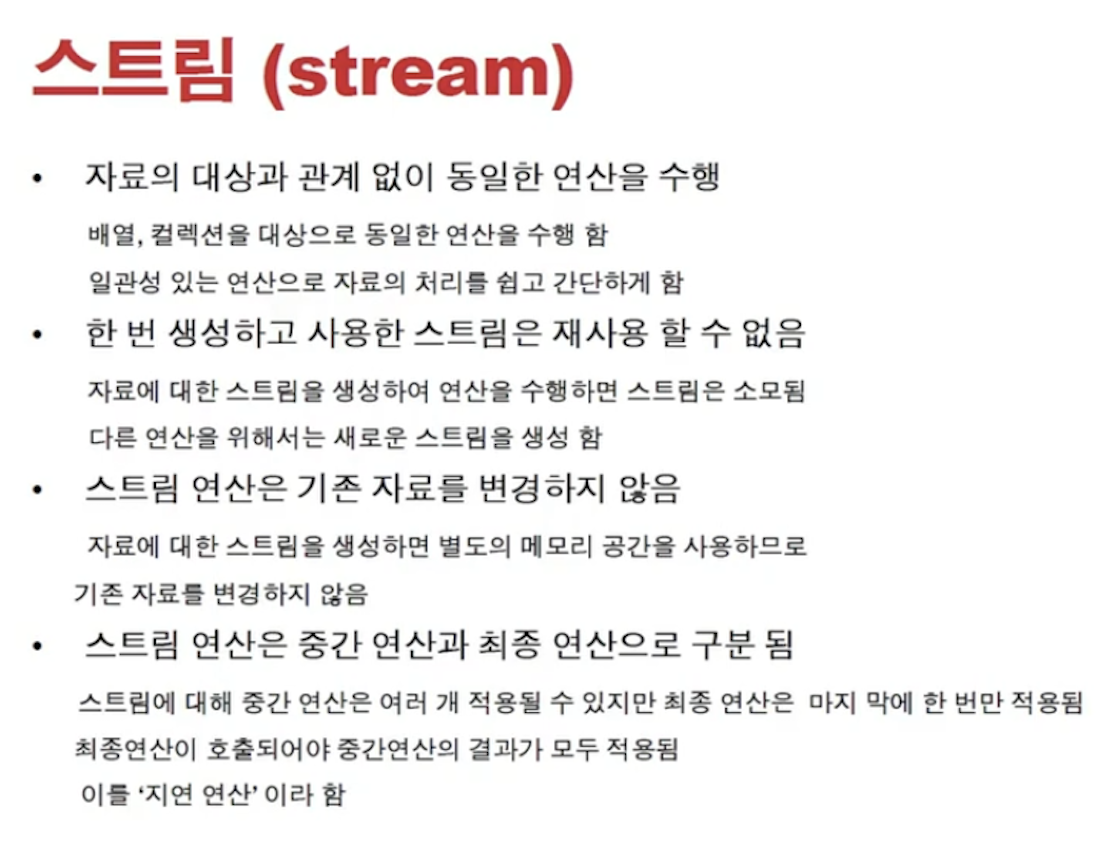 스트림 (stream)
• 자료의 대상과 관계 없이 동일한 연산을 수행
배열, 컬렉션을 대상으로 동일한 연산을 수행 함
일관성 있는 연산으로 자료의 처리를 쉽고 간단하게 함
• 한 번 생성하고 사용한 스트림은 재사용 할 수 없음
자료에 대한 스트림을 생성하여 연산을 수행하면 스트림은 소모됨
다른 연산을 위해서는 새로운 스트림을 생성 함
• 스트림 연산은 기존 자료를 변경하지 않음
자료에 대한 스트림을 생성하면 별도의 메모리 공간을 사용하므로
기존 자료를 변경하지 않음
• 스트림 연산은 중간 연산과 최종 연산으로 구분 됨
스트림에 대해 중간 연산은 여러 개 적용될 수 있지만 최종 연산은 마지 막에 한 번만 적용됨
최종연산이 호출되어야 중간연산의 결과가 모두 적용됨
이를 ‘지연 연산’ 이라 함